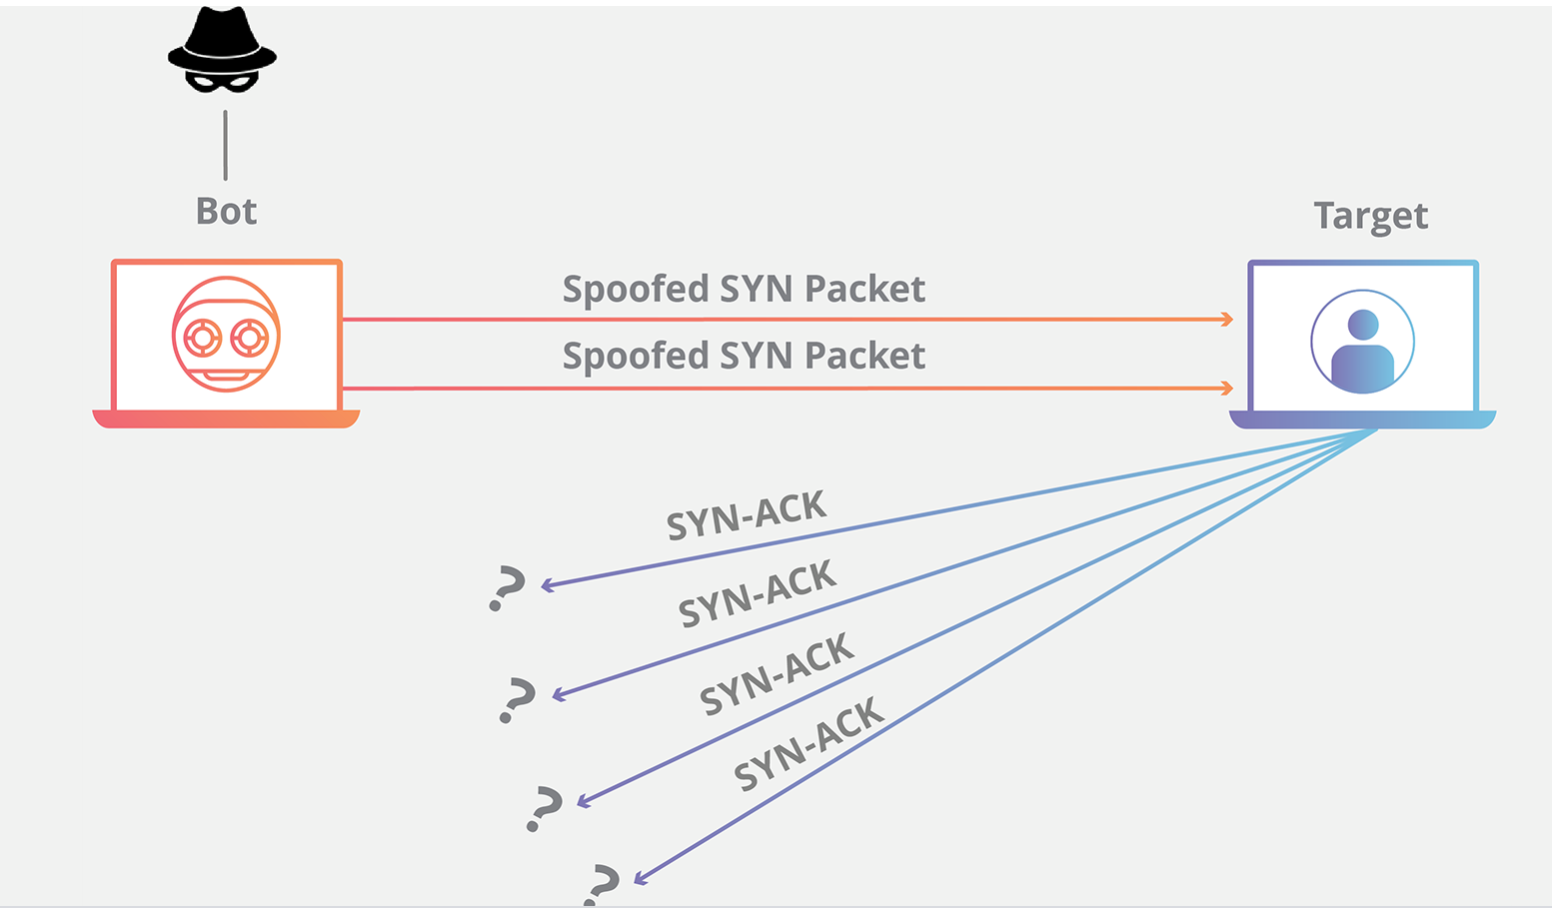 Bot
Target
Spoofed SYN Packet
Spoofed SYN Packet
SYN-ACK
?
SYN-ACK
?
SYN-ACK
?
SYN-ACK
?